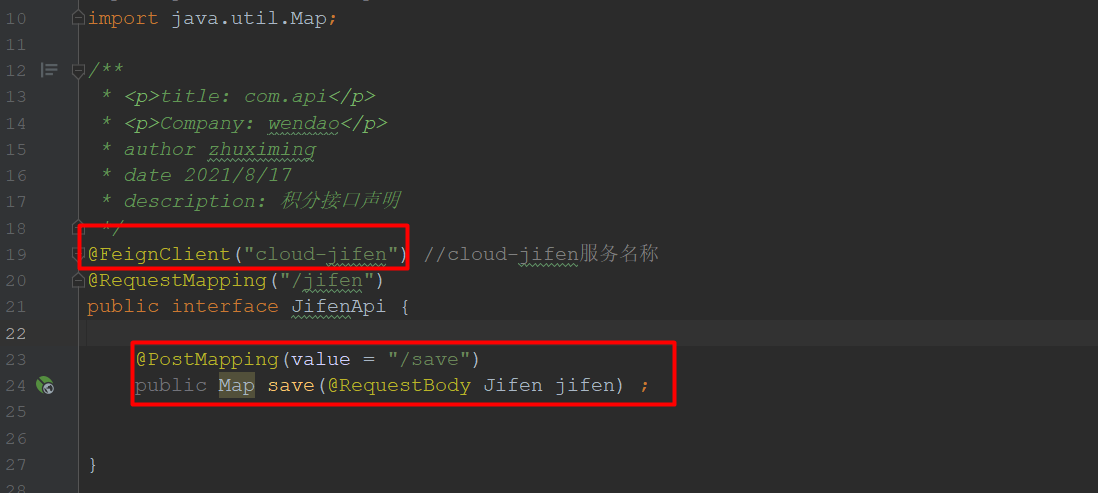 10 import java.util.Map;
11
12 /**
13 * <p>title: com.api</p>
14 * <p>Company: wendao</p>
15 * author zhuximing
16 * date 2021/8/17
17 * description: 积分接口声明
18 */
19 @FeignClient("cloud-jifen") //cloud-jifen服务名称
20 @RequestMapping("/jifen")
21 public interface JifenApi {
22
23 @PostMapping(value = "/save")
24 public Map save(@RequestBody Jifen jifen) ;
25
26
27 }
28